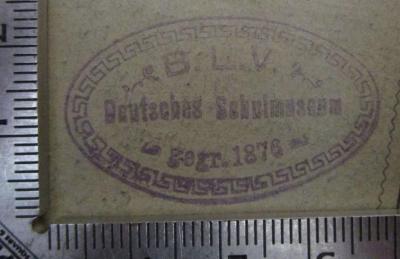 B. L. V.
Deutsches Schulmuseum
gegr. 1876